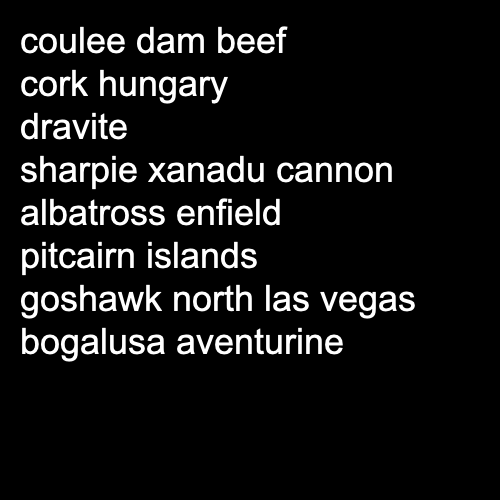 coulee dam beef
cork hungary
dravite
sharpie xanadu cannon
albatross enfield
pitcairn islands
goshawk north las vegas
bogalusa aventurine